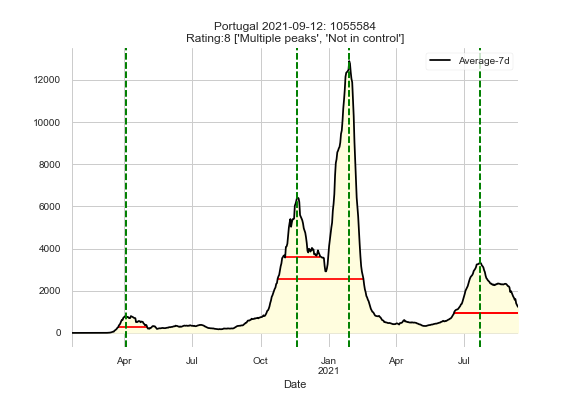 Portugal 2021-09-12: 1055584
Rating:8 ['Multiple peaks', 'Not in control']
Average-7d
12000
10000
8000
6000
4000
2000
0
Apr Jul Oct Jan Apr Jul
2021
Date